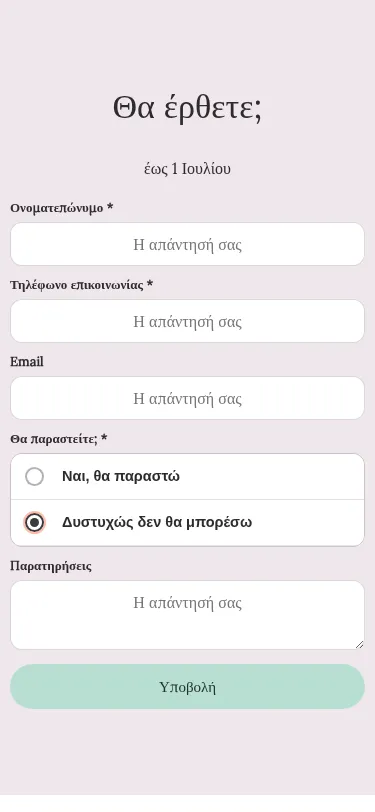 Θα έρθετε;
έως 1 Ιουλίου
Ονοματεπώνυμο *
Η απάντησή σας
Τηλέφωνο επικοινωνίας *
Η απάντησή σας
Email
Η απάντησή σας
Θα παραστείτε; *
Ναι, θα παραστώ
Δυστυχώς δεν θα μπορέσω
Παρατηρήσεις
Η απάντησή σας
Υποβολή